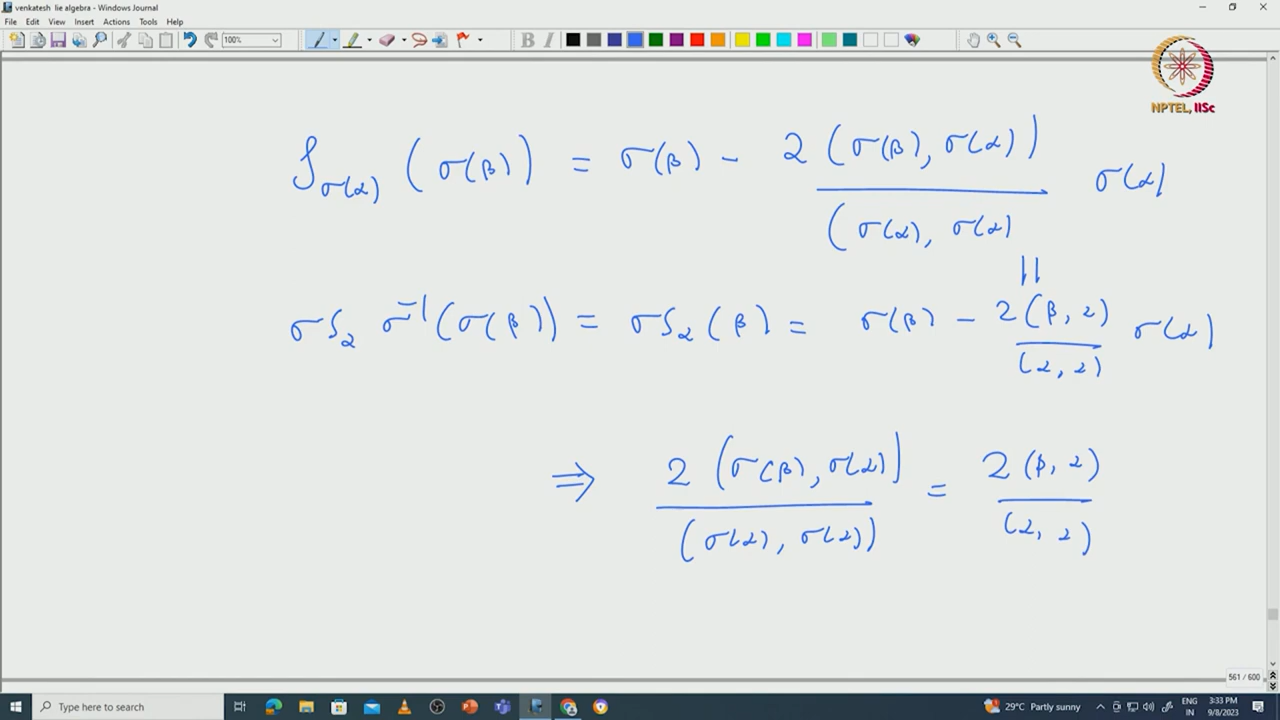 venkatesh lie algebra - Windows Journal
File Edit View Insert Actions Tools Help
100%
NPTEL, IISc
S_{σ(α)} (σ(β)) = σ(β) - 2 (σ(β), σ(α)) / (σ(α), σ(α) σ(α)
||
σ S_α σ^{-1} (σ(β)) = σ S_α (β) = σ(β) - 2 (β, α) / (α, α) σ(α)
⇒ 2 (σ(β), σ(α)) / (σ(α), σ(α)) = 2 (β, α) / (α, α)
561 / 600
Type here to search
29°C Partly sunny
ENG
IN
3:33 PM
9/8/2023